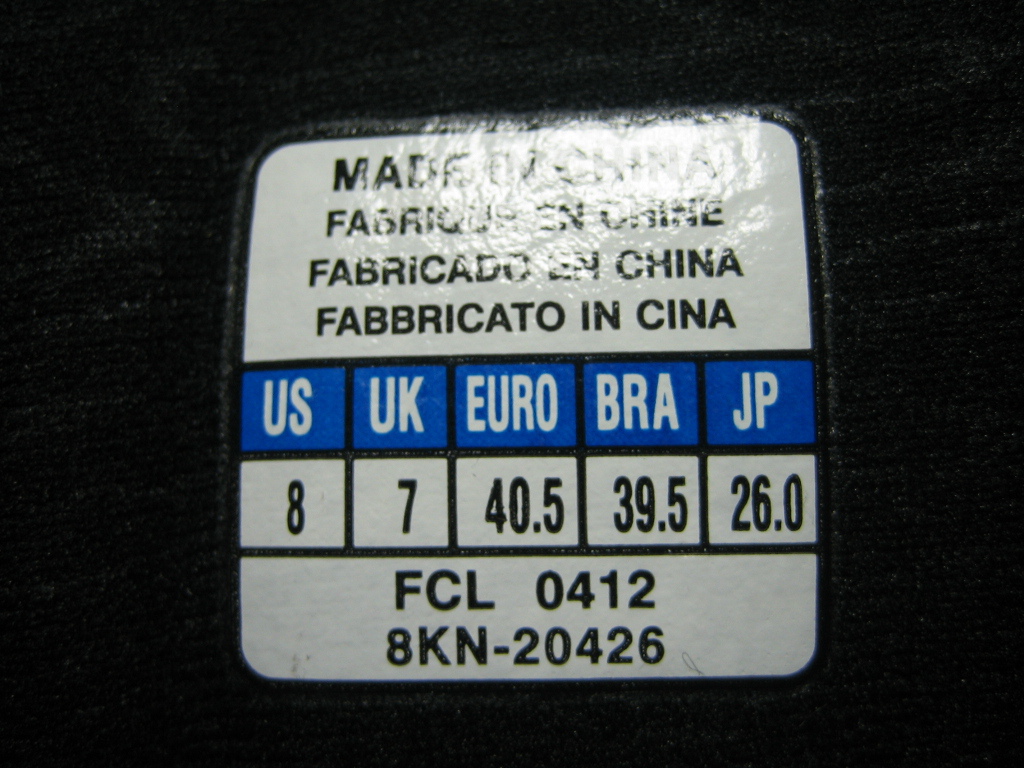 MADE IN CHINA
FABRIQUE EN CHINE
FABRICADO EN CHINA
FABBRICATO IN CINA
US UK EURO BRA JP
8 7 40.5 39.5 26.0
FCL 0412
8KN-20426